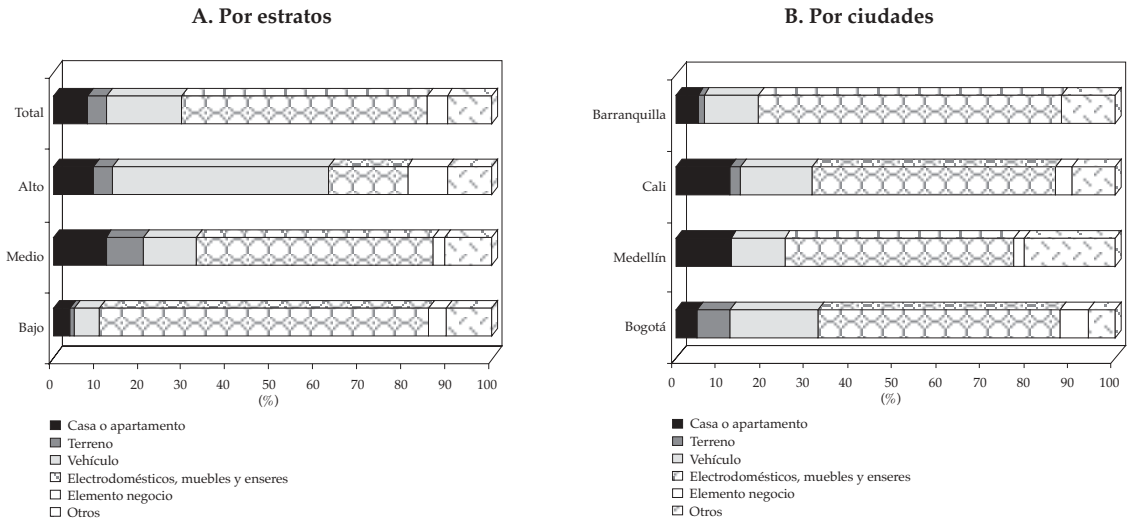 A. Por estratos
Total
Alto
Medio
Bajo
0 10 20 30 40 50 60 70 80 90 100
(%)
Casa o apartamento
Terreno
Vehículo
Electrodomésticos, muebles y enseres
Elemento negocio
Otros
B. Por ciudades
Barranquilla
Cali
Medellín
Bogotá
0 10 20 30 40 50 60 70 80 90 100
(%)
Casa o apartamento
Terreno
Vehículo
Electrodomésticos, muebles y enseres
Elemento negocio
Otros